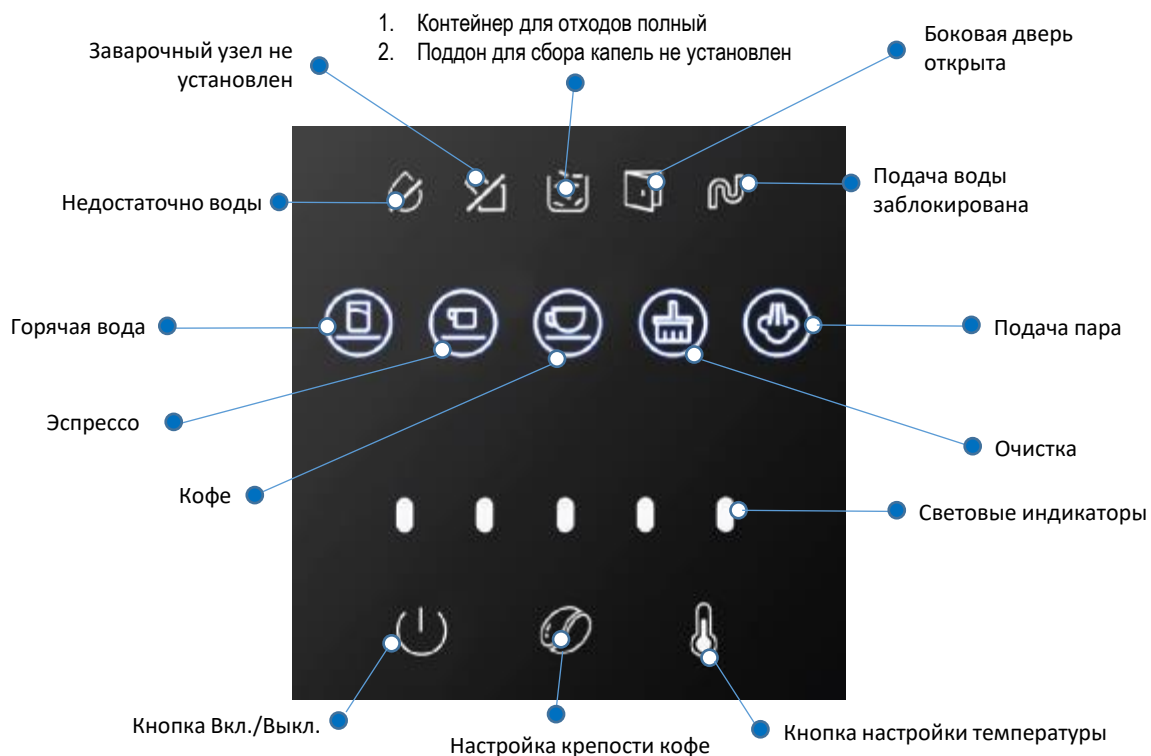 1. Контейнер для отходов полный
2. Поддон для сбора капель не установлен
Заварочный узел не
установлен
Боковая дверь
открыта
Недостаточно воды
Подача воды
заблокирована
Горячая вода
Подача пара
Эспрессо
Очистка
Кофе
Световые индикаторы
Кнопка Вкл./Выкл.
Настройка крепости кофе
Кнопка настройки температуры